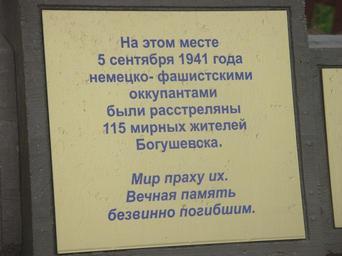 На этом месте
5 сентября 1941 года
немецко- фашистскими
оккупантами
были расстреляны
115 мирных жителей
Богушевска.
Мир праху их.
Вечная память
безвинно погибшим.